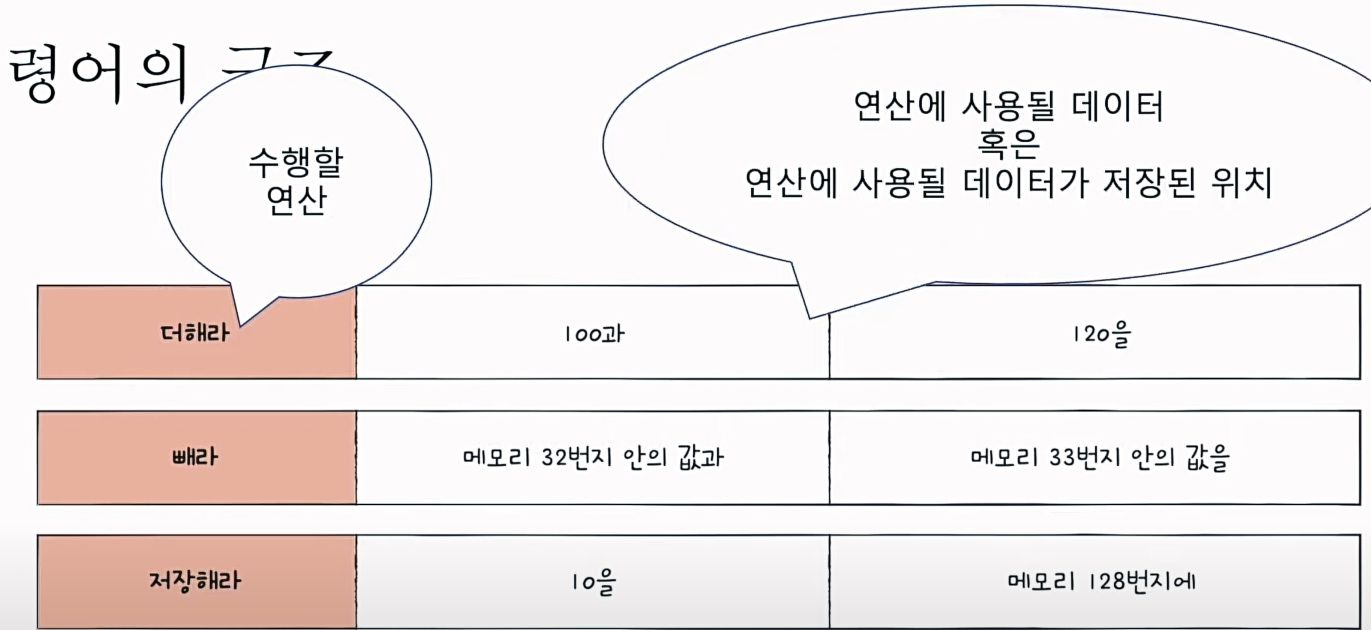 령어의
수행할
연산
연산에 사용될 데이터
혹은
연산에 사용될 데이터가 저장된 위치
더해라 100과 120을
빼라 메모리 32번지 안의 값과 메모리 33번지 안의 값을
저장해라 10을 메모리 128번지에